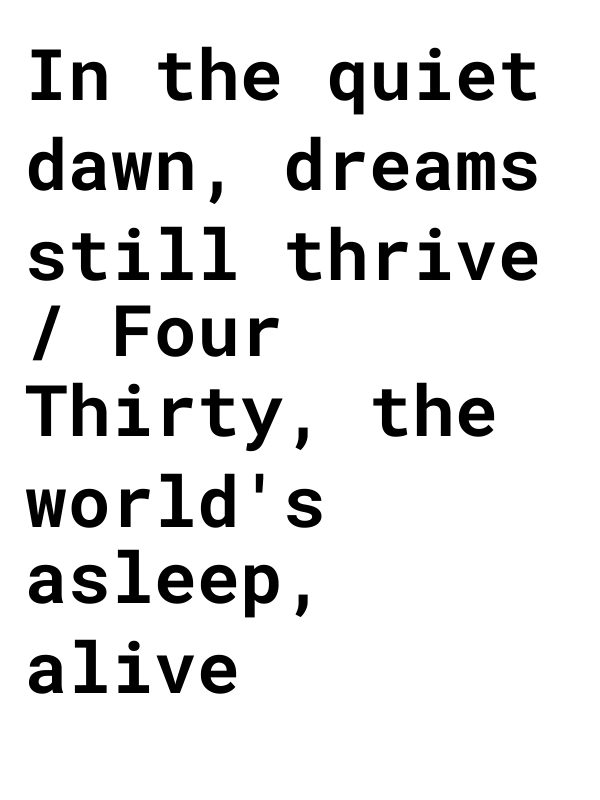 In the quiet
dawn, dreams
still thrive
/ Four
Thirty, the
world's
asleep,
alive